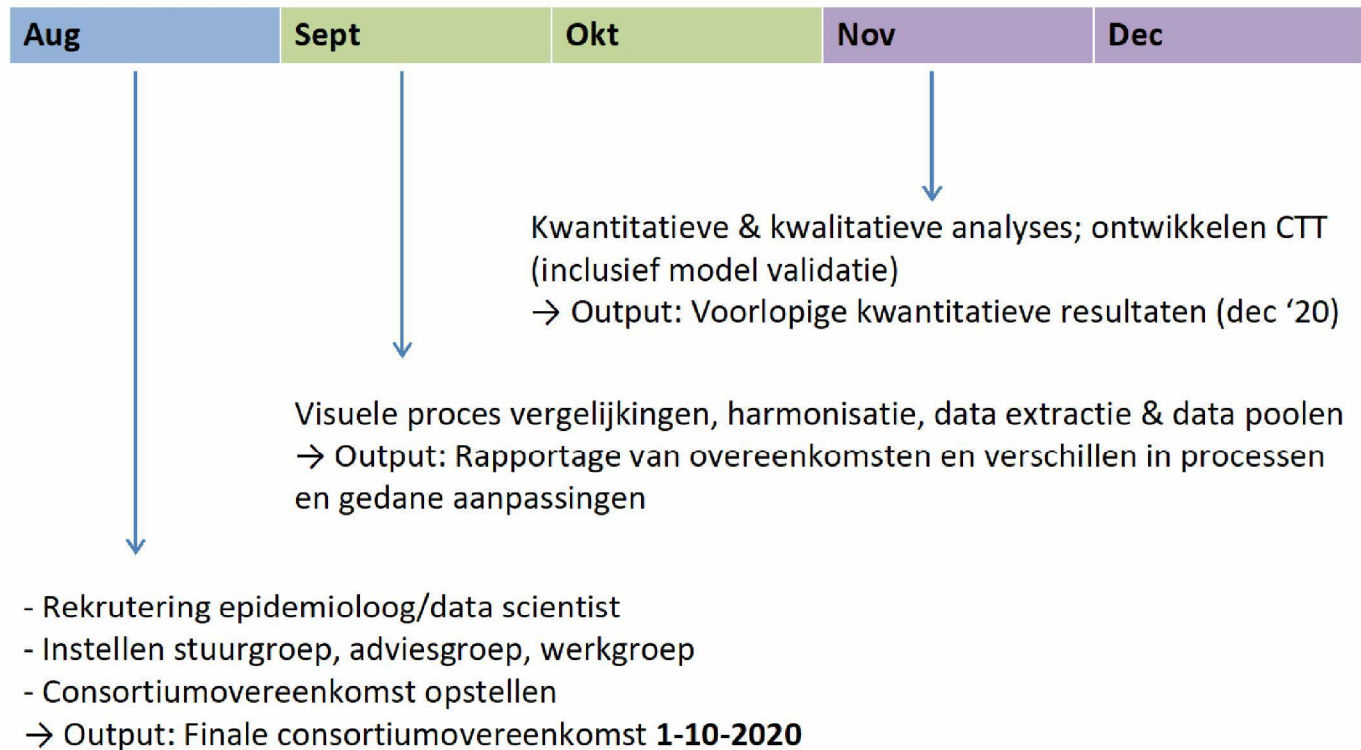 Aug Sept Okt Nov Dec
Kwantitatieve & kwalitatieve analyses; ontwikkelen CTT
(inclusief model validatie)
→ Output: Voorlopige kwantitatieve resultaten (dec ‘20)
Visuele proces vergelijkingen, harmonisatie, data extractie & data poolen
→ Output: Rapportage van overeenkomsten en verschillen in processen
en gedane aanpassingen
- Rekrutering epidemioloog/data scientist
- Instellen stuurgroep, adviesgroep, werkgroep
- Consortiumovereenkomst opstellen
→ Output: Finale consortiumovereenkomst 1-10-2020